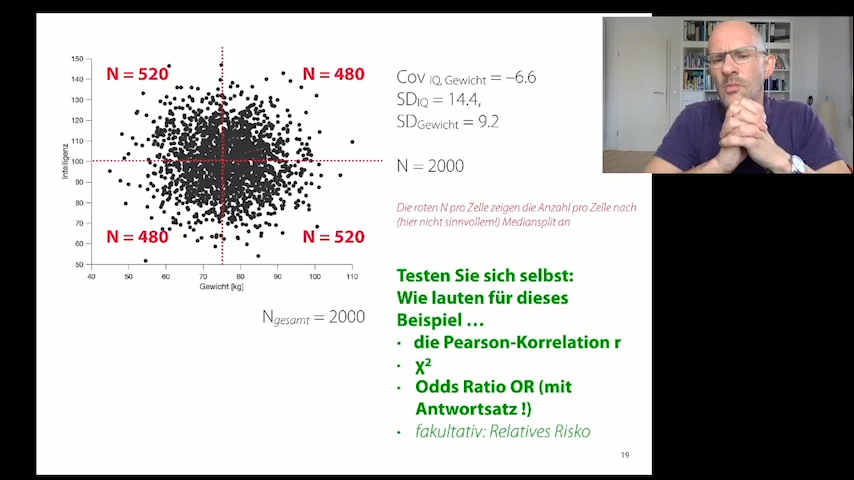 150
140
130
120
110
100
90
80
70
60
50
Intelligenz
N = 520
N = 480
N = 480
N = 520
40
50
60
70
80
90
100
110
Gewicht [kg]
Ngesamt = 2000
Cov IQ, Gewicht = –6.6
SDIQ = 14.4,
SDGewicht = 9.2
N = 2000
Die roten N pro Zelle zeigen die Anzahl pro Zelle nach
(hier nicht sinnvollem!) Mediansplit an
Testen Sie sich selbst:
Wie lauten für dieses
Beispiel …
• die Pearson-Korrelation r
• χ²
• Odds Ratio OR (mit
Antwortsatz !)
• fakultativ: Relatives Risko
19